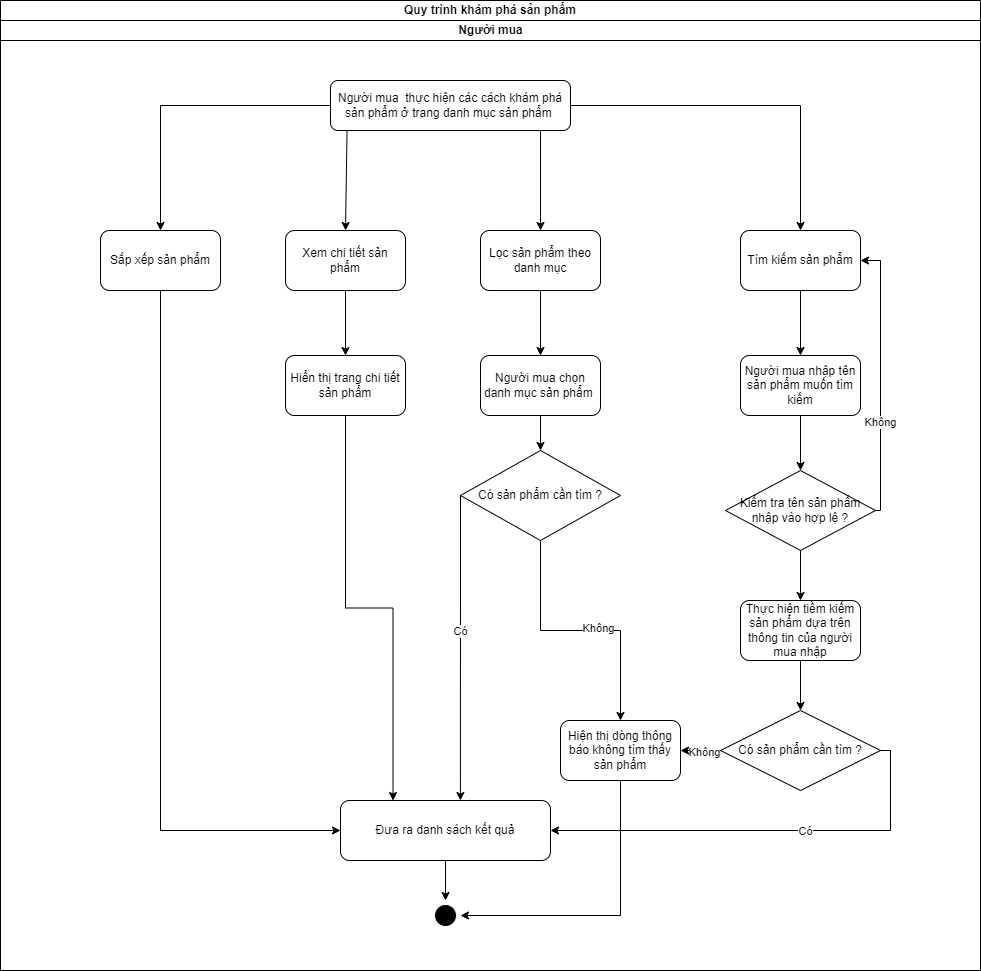 Quy trình khám phá sản phẩm
Người mua
Người mua thực hiện các cách khám phá
sản phẩm ở trang danh mục sản phẩm
Sắp xếp sản phẩm
Xem chi tiết sản
phẩm
Lọc sản phẩm theo
danh mục
Tìm kiếm sản phẩm
Hiển thị trang chi tiết
sản phẩm
Người mua chọn
danh mục sản phẩm
Người mua nhập tên
sản phẩm muốn tìm
kiếm
Không
Có sản phẩm cần tìm ?
Kiểm tra tên sản phẩm
nhập vào hợp lệ ?
Thực hiện tiềm kiếm
sản phẩm dựa trên
thông tin của người
mua nhập
Có
Không
Hiện thị dòng thông
báo không tìm thấy
sản phẩm
Không
Có sản phẩm cần tìm ?
Đưa ra danh sách kết quả
Có